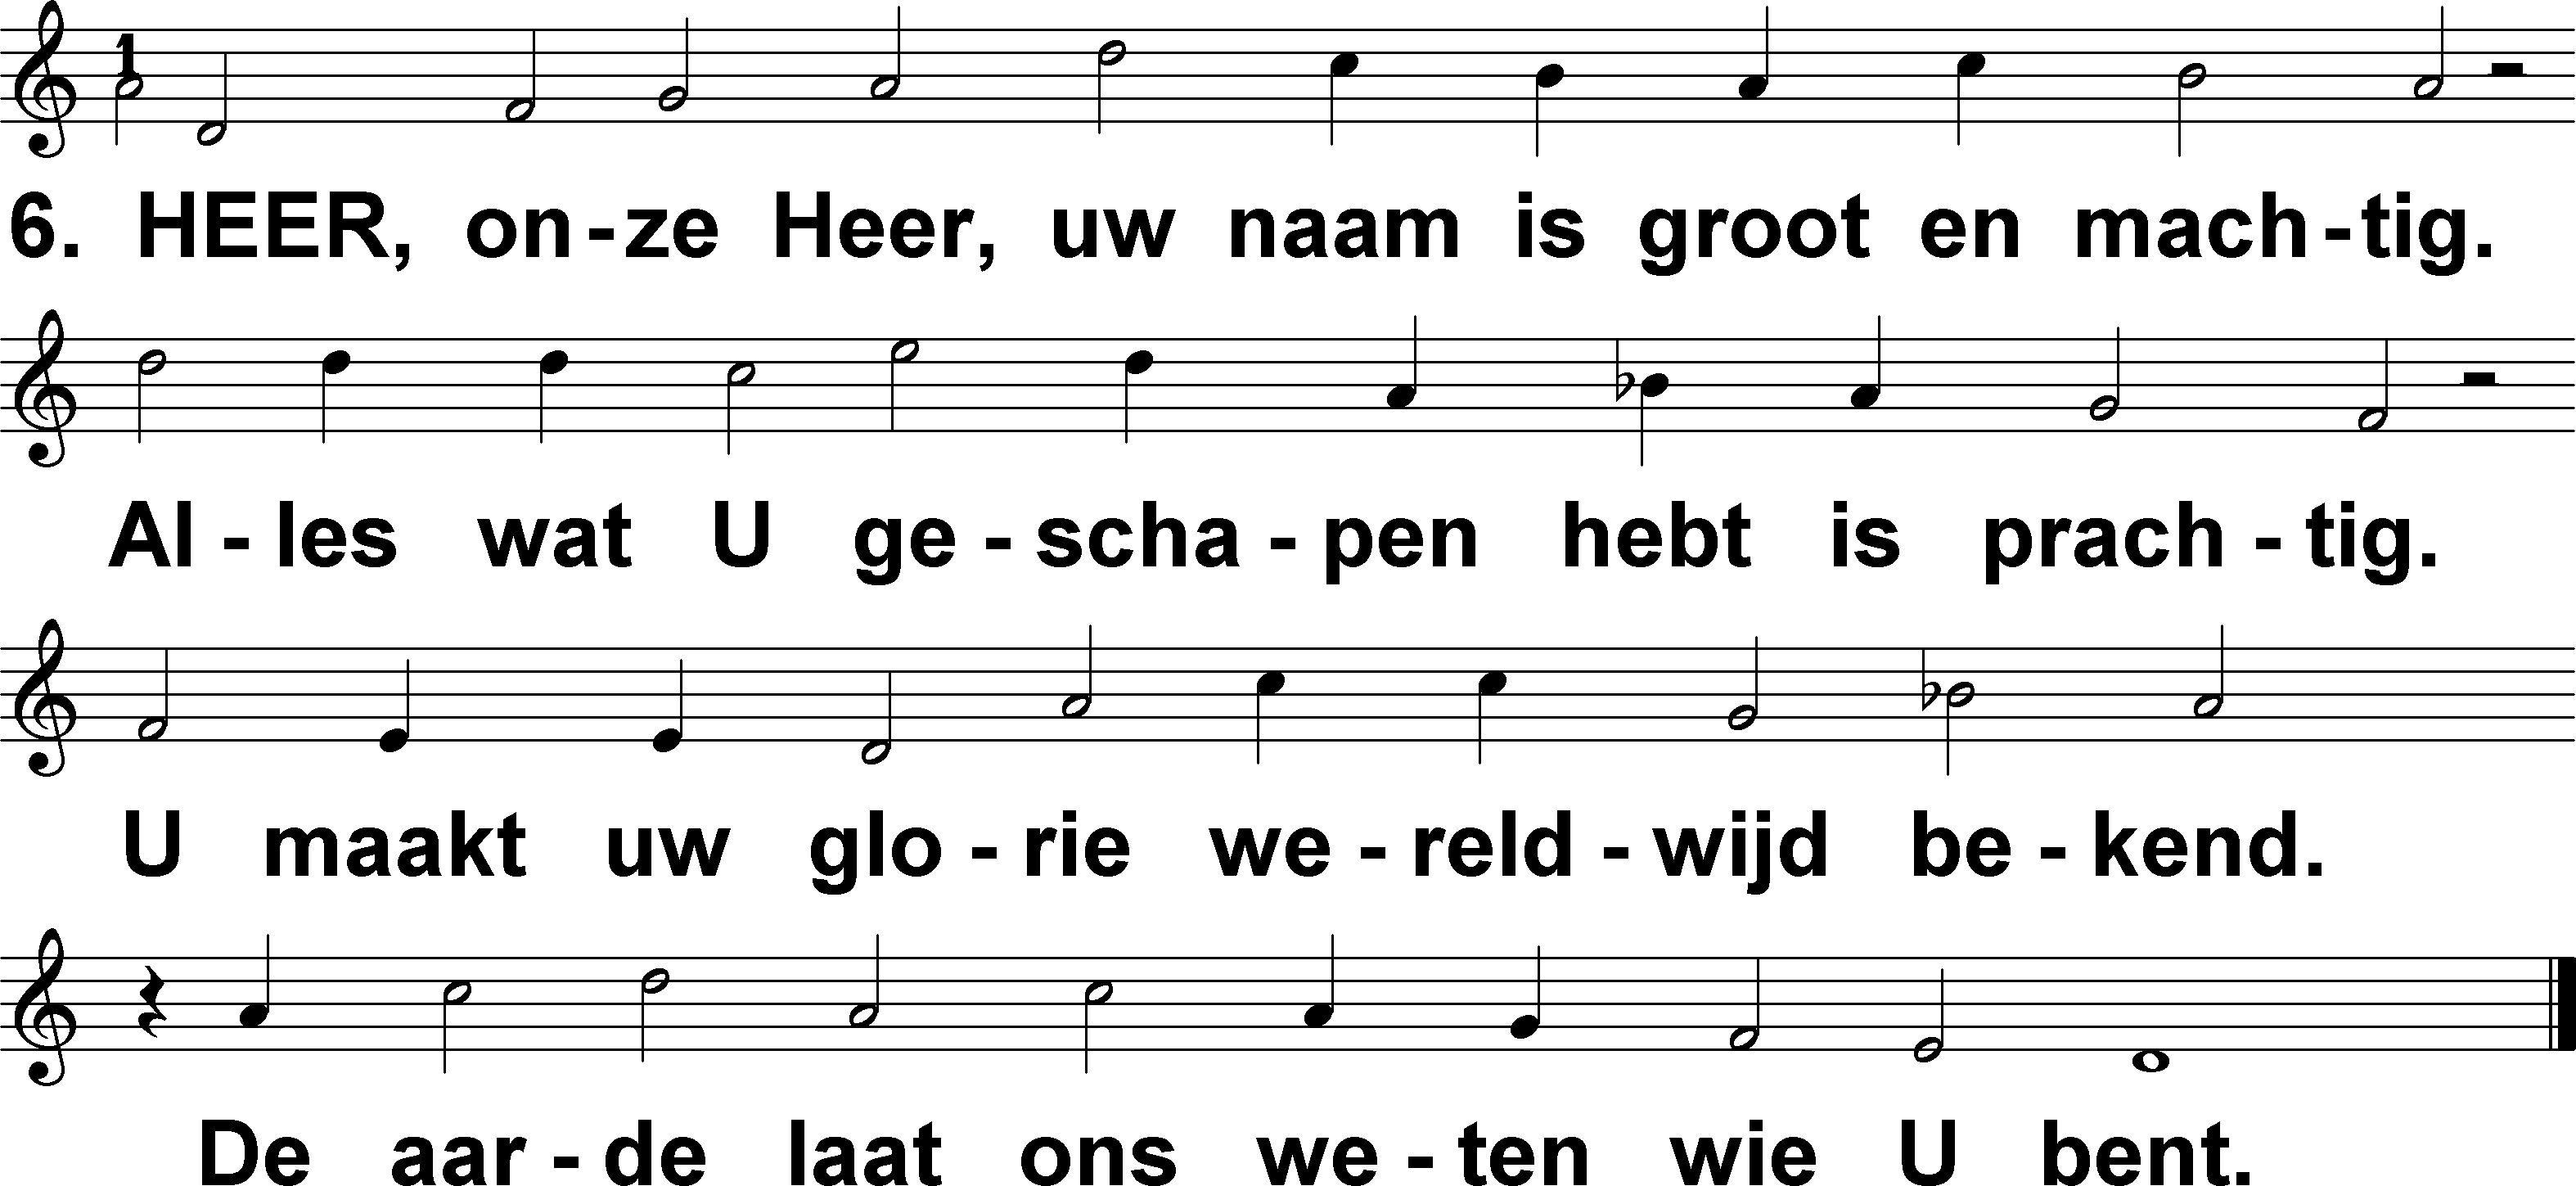 1
6. HEER, on-ze Heer, uw naam is groot en mach-tig.
Al - les wat U ge - scha - pen hebt is prach - tig.
U maakt uw glo - rie we - reld - wijd be - kend.
De aar - de laat ons we - ten wie U bent.